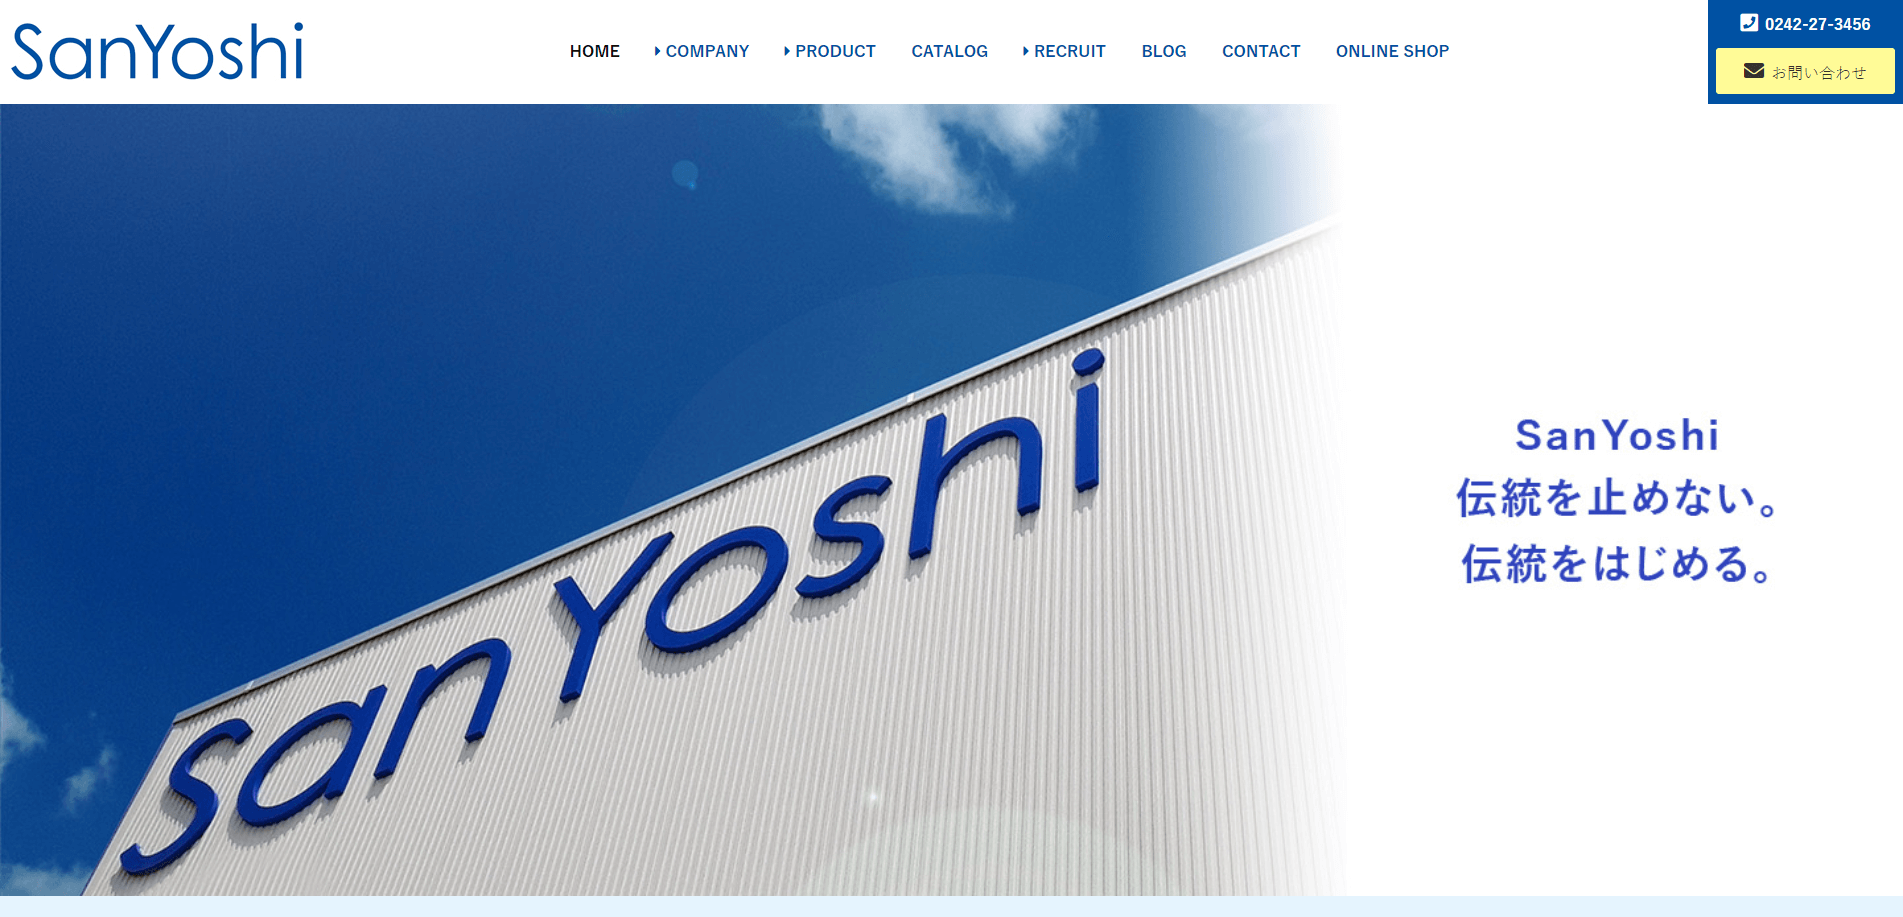 SanYoshi
HOME
COMPANY
PRODUCT
CATALOG
RECRUIT
BLOG
CONTACT
ONLINE SHOP
0242-27-3456
お問い合わせ
SanYoshi
SanYoshi
伝統を止めない。
伝統をはじめる。